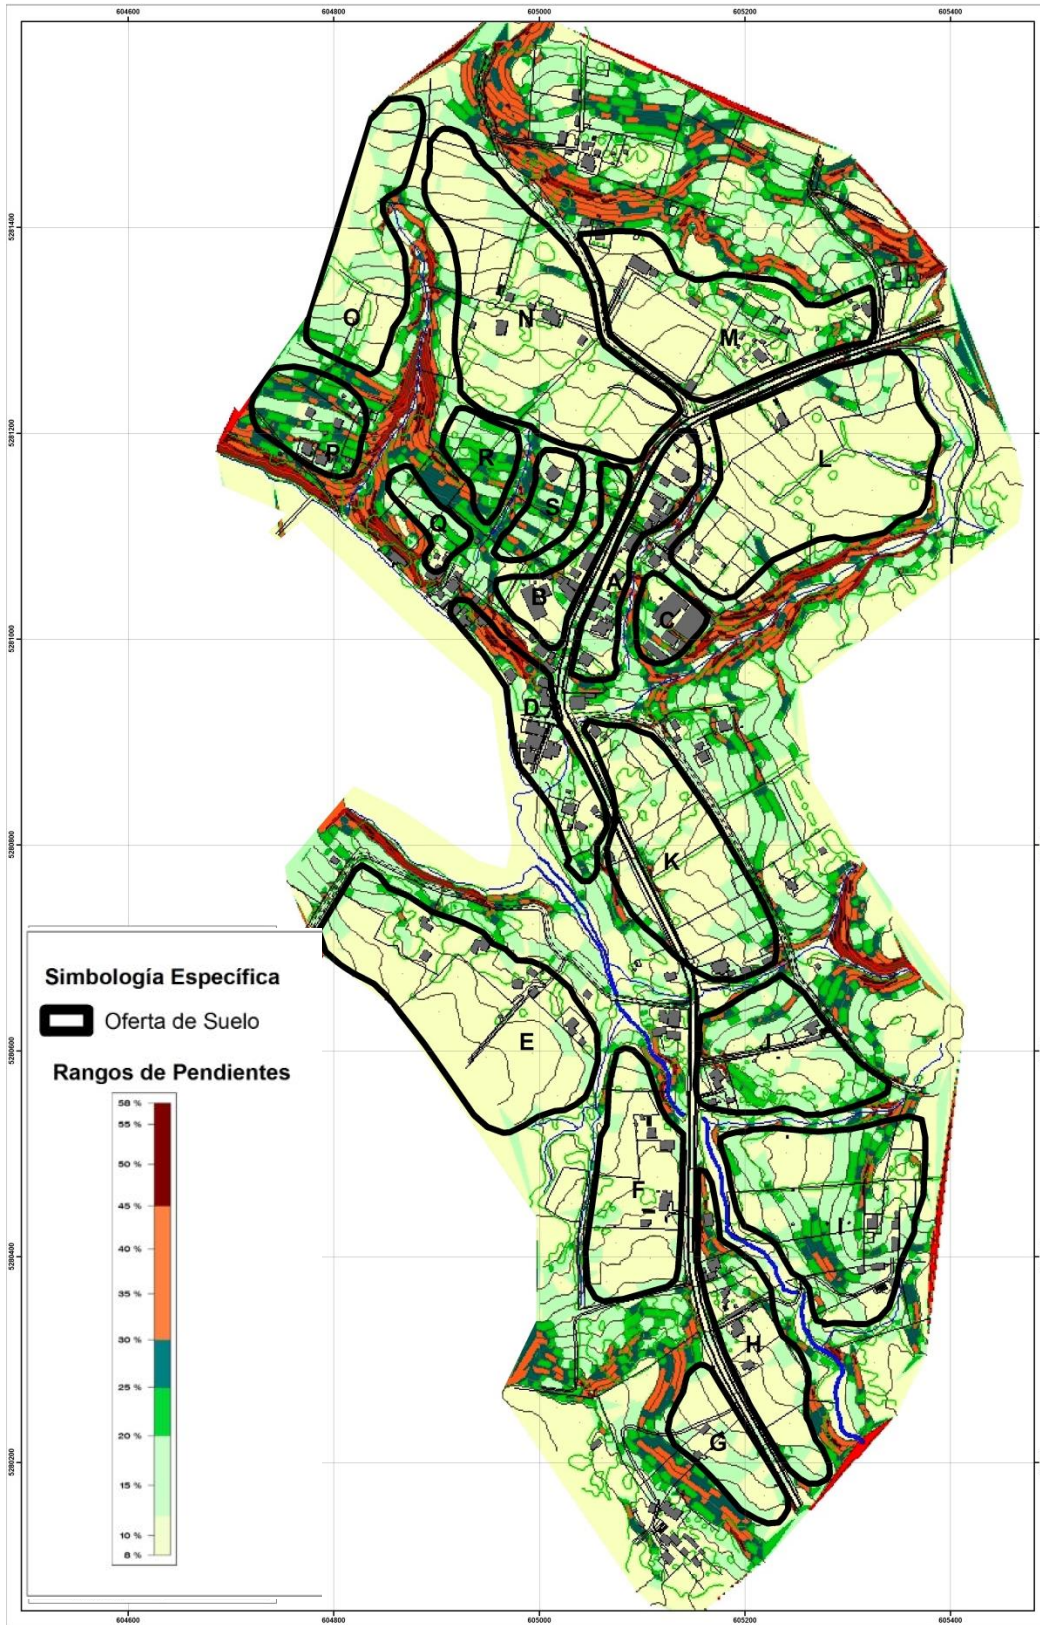 604600 604800 605000 605200 605400
5281400
5281200
5281000
5280800
5280600
5280400
5280200
O
N
M
P
R
L
S
Q
A
B
C
D
K
E
J
F
I
H
G
Simbología Específica
Oferta de Suelo
Rangos de Pendientes
58 %
55 %
50 %
45 %
40 %
35 %
30 %
25 %
20 %
15 %
10 %
8 %
604600 604800 605000 605200 605400